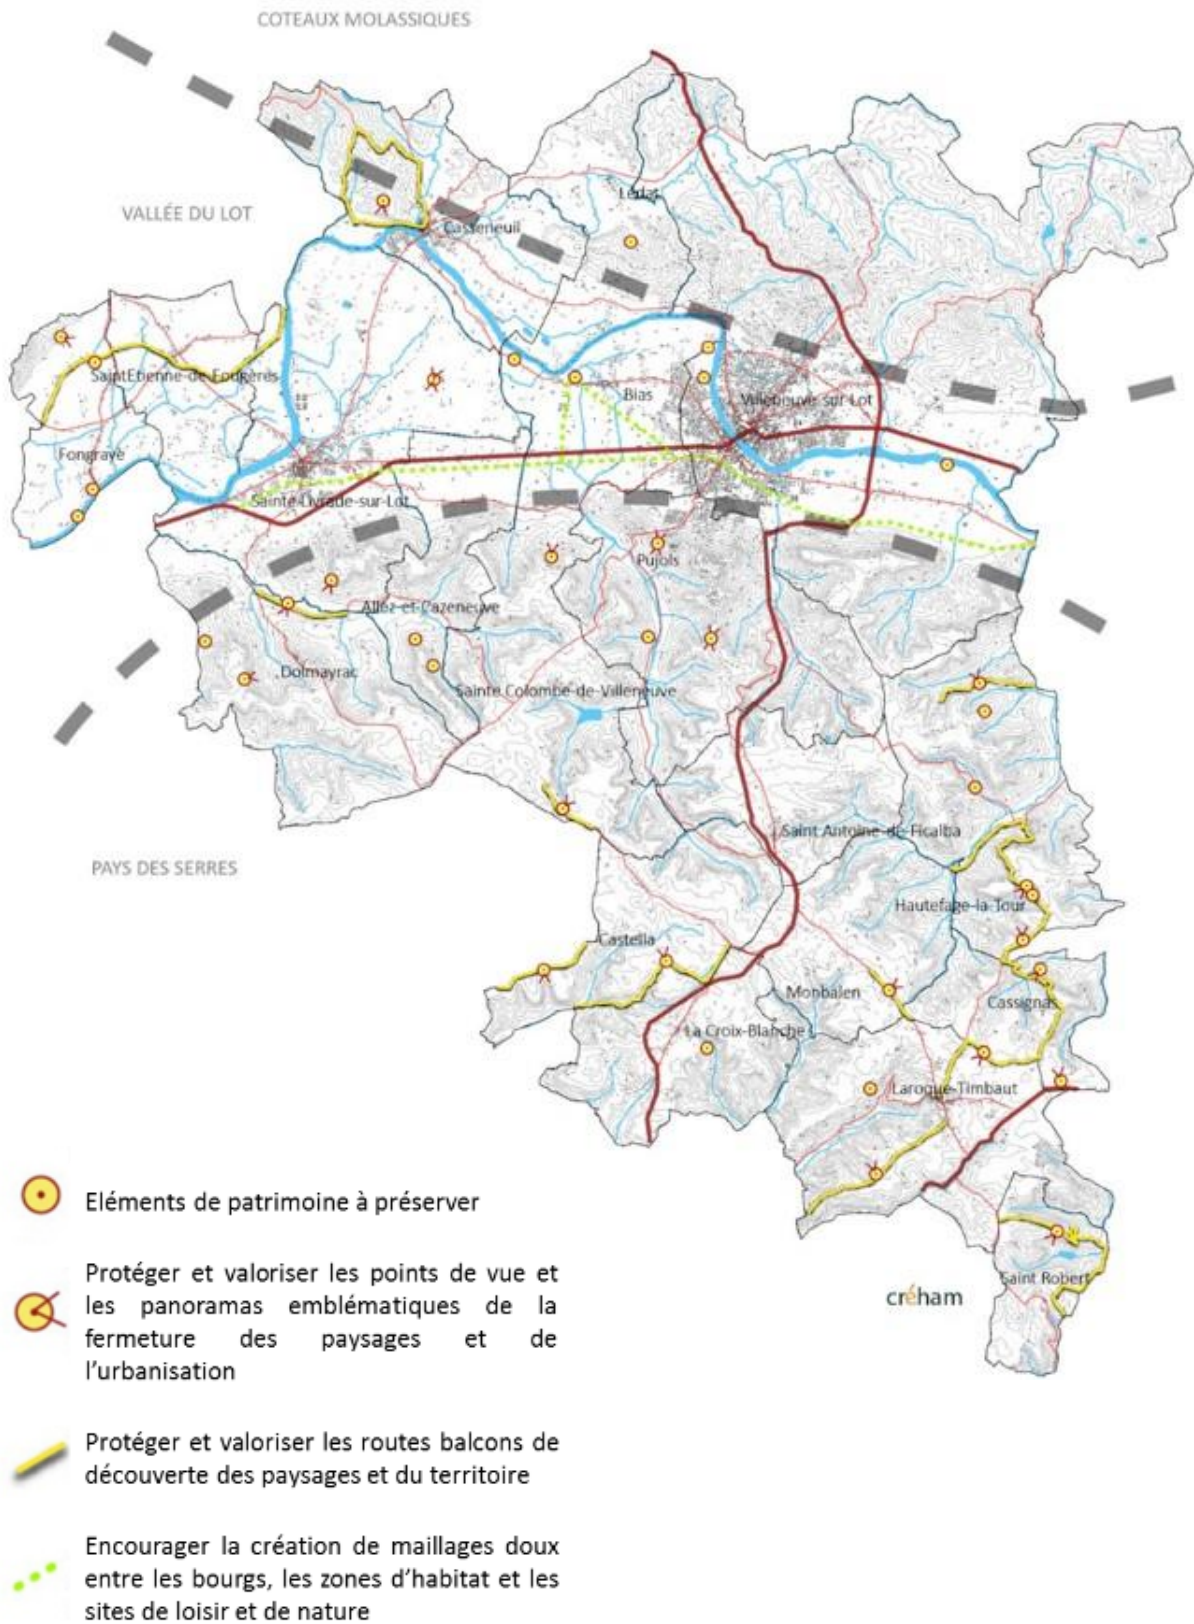 COTEAUX MOLASSIQUES
Lédat
VALLÉE DU LOT
Casseneuil
SaintEtienne-de-Fougères
Bias
Villeneuve-sur-Lot
Fongrave
Sainte-Livrade-sur-Lot
Pujols
Allez-et-Cazeneuve
Dolmayrac
Sainte Colombe-de-Villeneuve
Saint Antoine-de-Ficalba
PAYS DES SERRES
Hautefage-la-Tour
Castella
Monbalen
Cassignas
La Croix-Blanche
Laroque-Timbaut
Saint Robert
créham
Eléments de patrimoine à préserver
Protéger et valoriser les points de vue et
les panoramas emblématiques de la
fermeture des paysages et de
l'urbanisation
Protéger et valoriser les routes balcons de
découverte des paysages et du territoire
Encourager la création de maillages doux
entre les bourgs, les zones d'habitat et les
sites de loisir et de nature